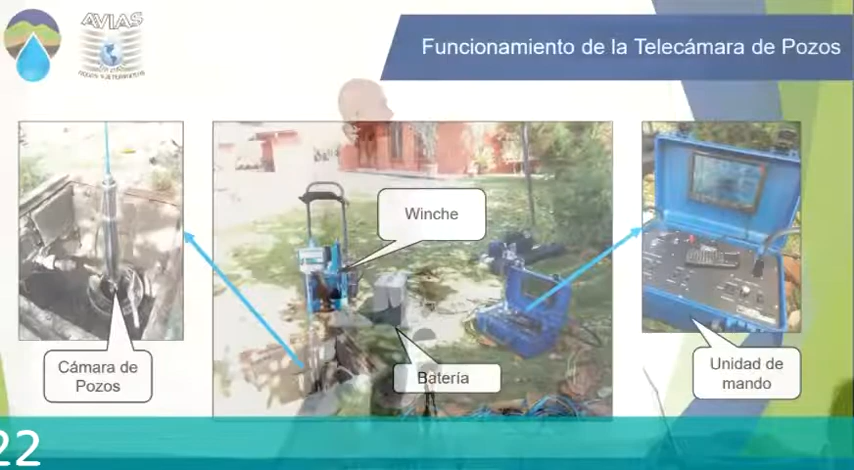 AVIAS
Funcionamiento de la Telecámara de Pozos
Winche
Cámara de
Pozos
Batería
Unidad de
mando
22